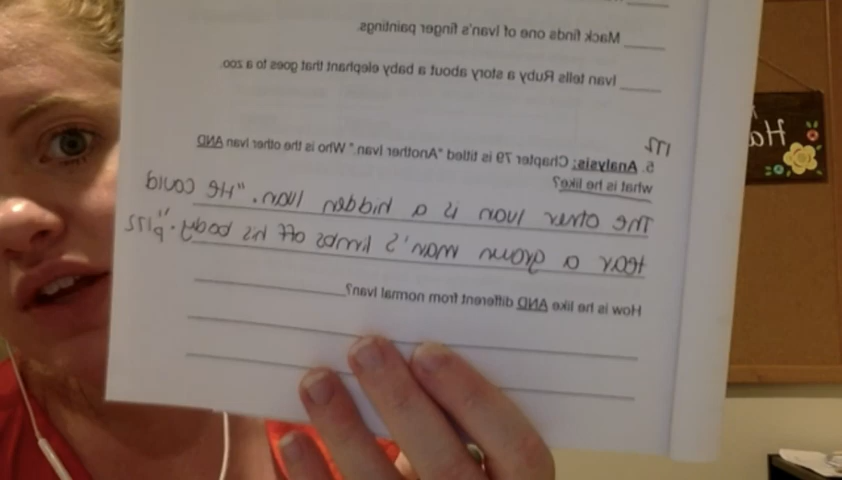 Mack finds one of Ivan's finger paintings.
Ivan tells Ruby a story about a baby elephant that goes to a zoo.
5. Analysis: Chapter 79 is titled "Another Ivan." Who is the other Ivan AND
what is he like?
The other Ivan is a hidden Ivan. "He could
tear a grown man's limbs off his body."
How is he like AND different from normal Ivan?
Ha